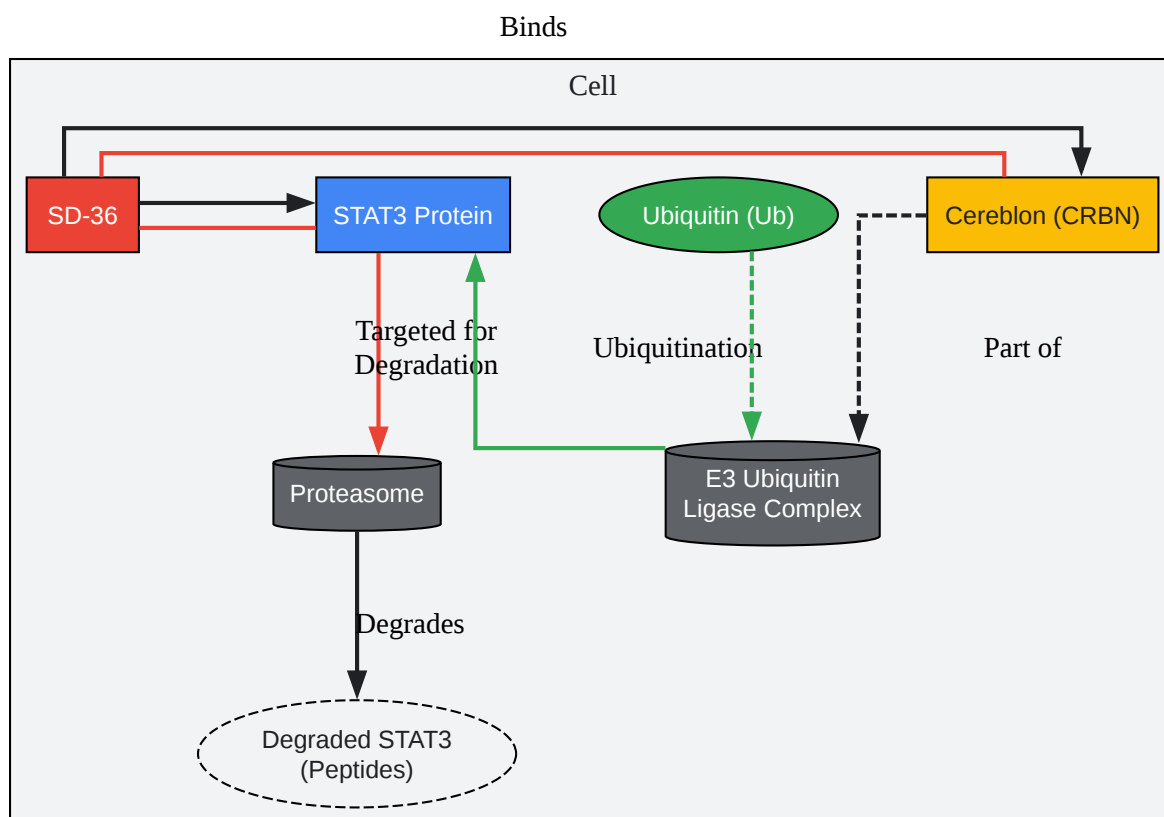 Binds
Cell
SD-36
STAT3 Protein
Ubiquitin (Ub)
Cereblon (CRBN)
Targeted for
Degradation
Ubiquitination
Part of
Proteasome
E3 Ubiquitin
Ligase Complex
Degrades
Degraded STAT3
(Peptides)